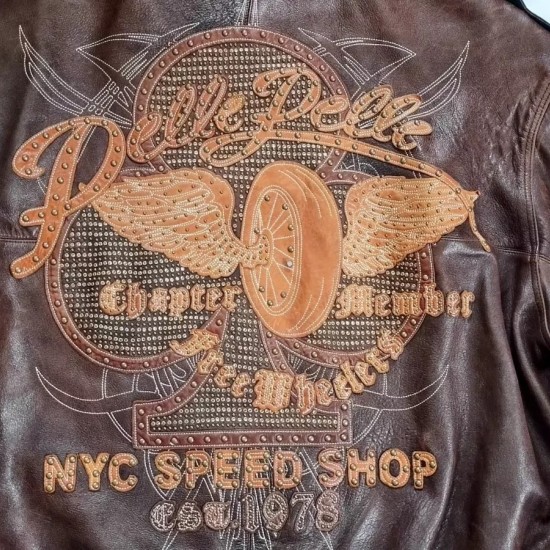 Pelle Pelle
Chapter Member
Free Wheelers
NYC SPEED SHOP
Est. 1978